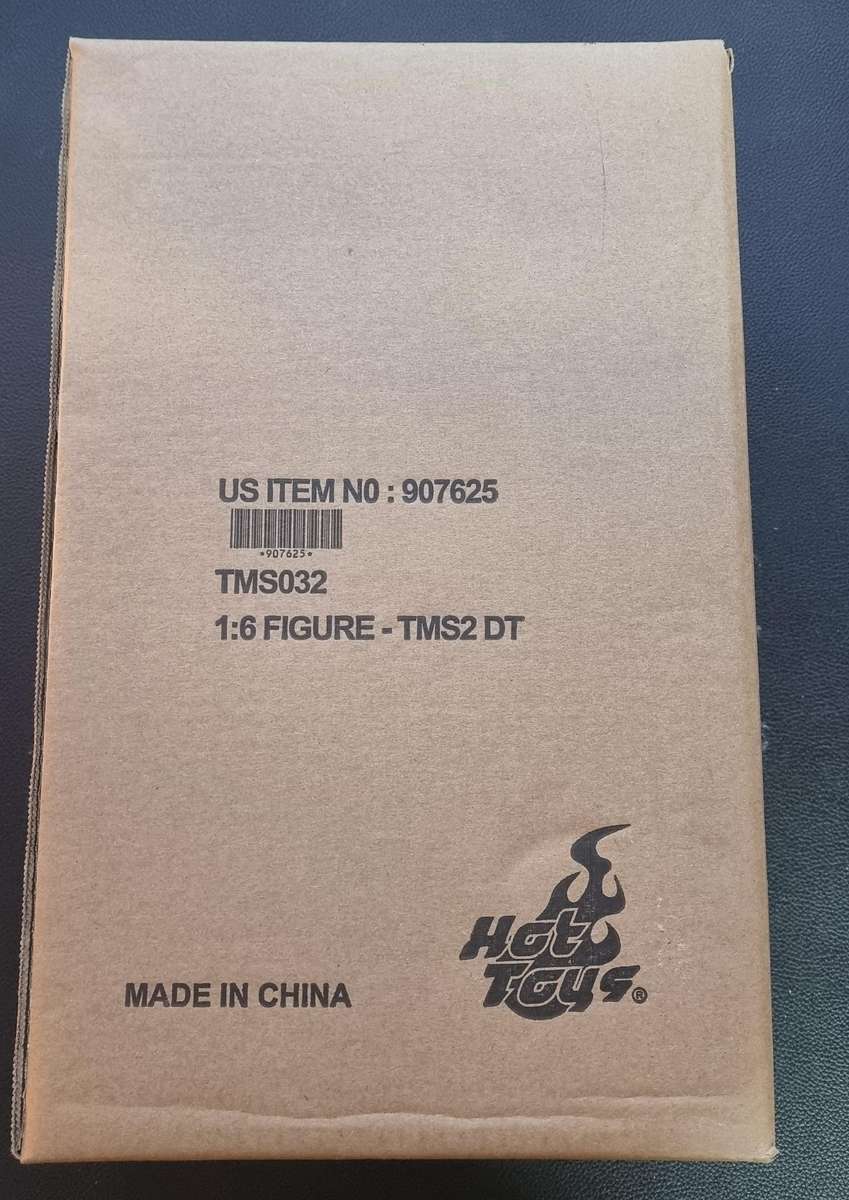 US ITEM N0 : 907625
*907625*
TMS032
1:6 FIGURE - TMS2 DT
Hot
Toys®
MADE IN CHINA